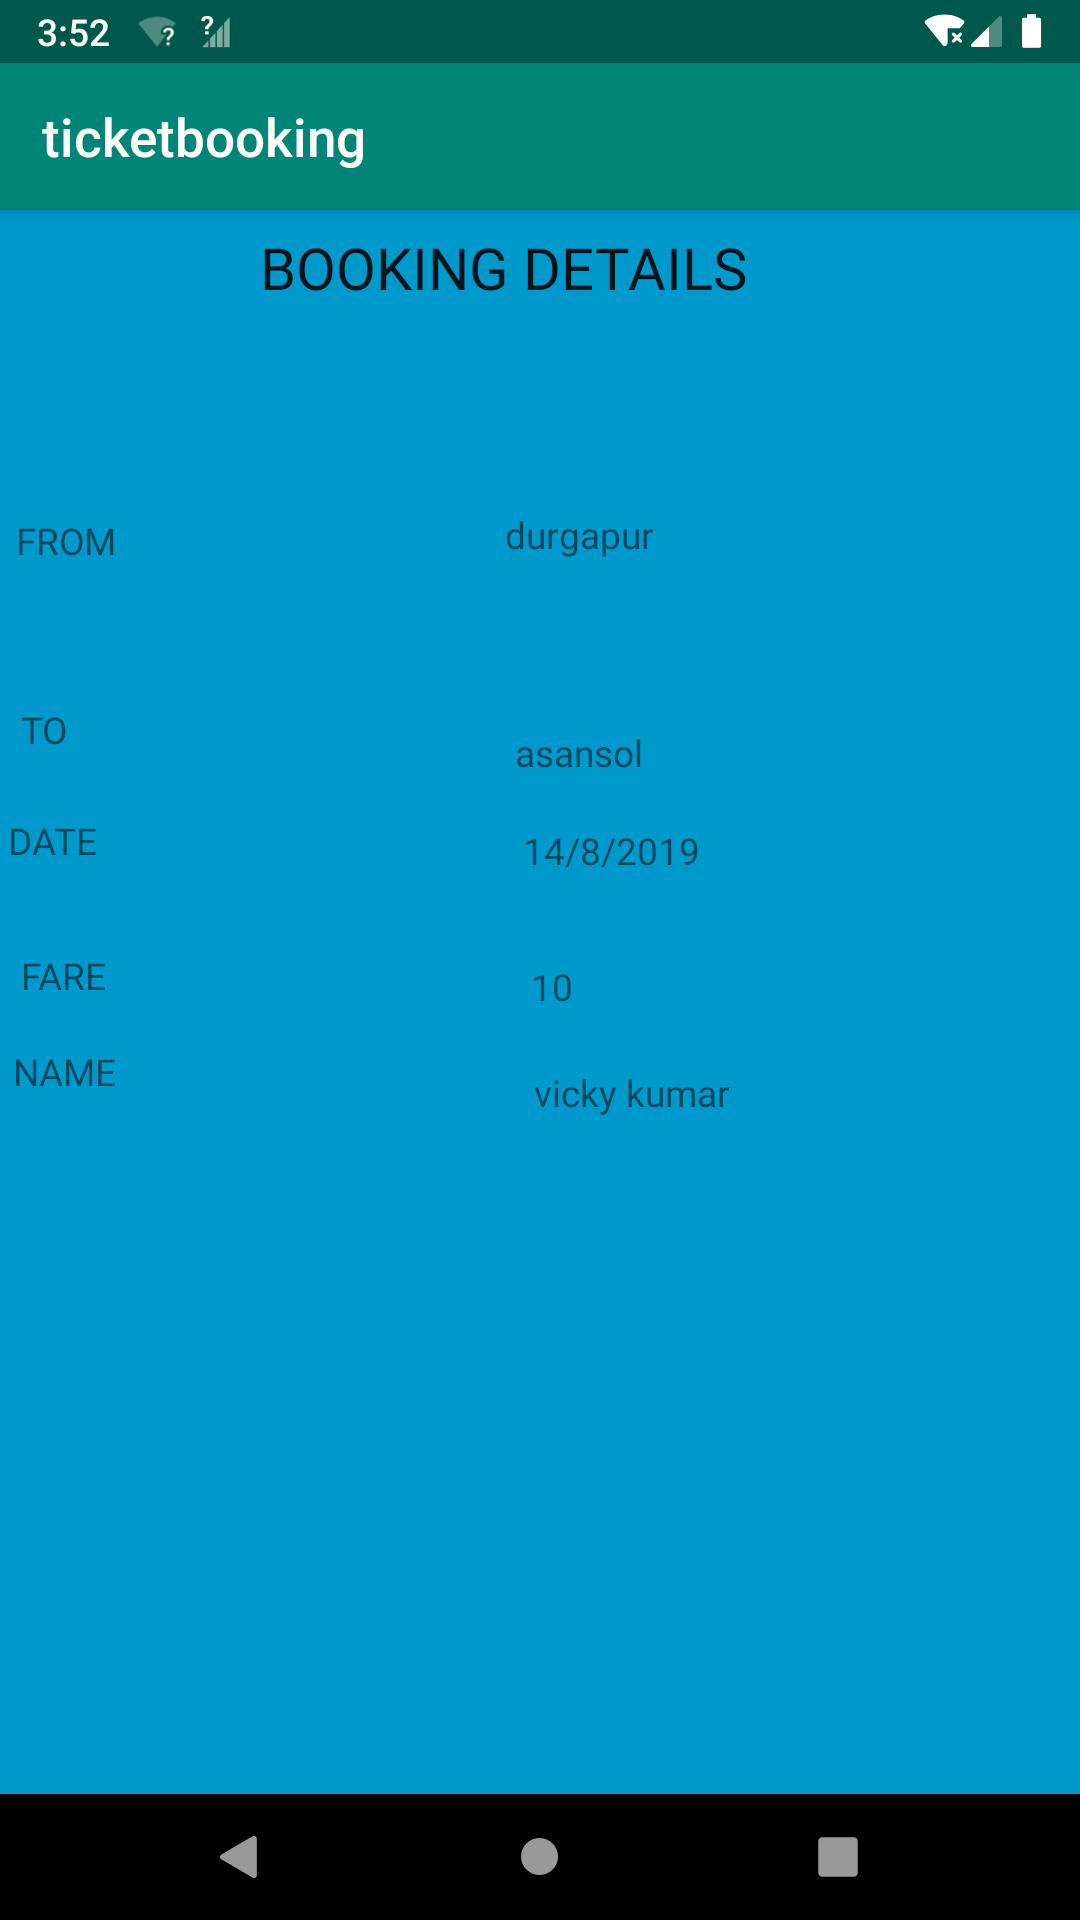 3:52
ticketbooking
BOOKING DETAILS
FROM durgapur
TO asansol
DATE 14/8/2019
FARE 10
NAME vicky kumar